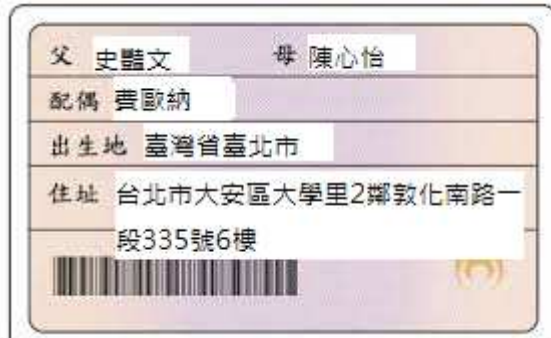 父 史豔文 母 陳心怡
配偶 費歐納
出生地 臺灣省臺北市
住址 台北市大安區大學里2鄰敦化南路一
段335號6樓